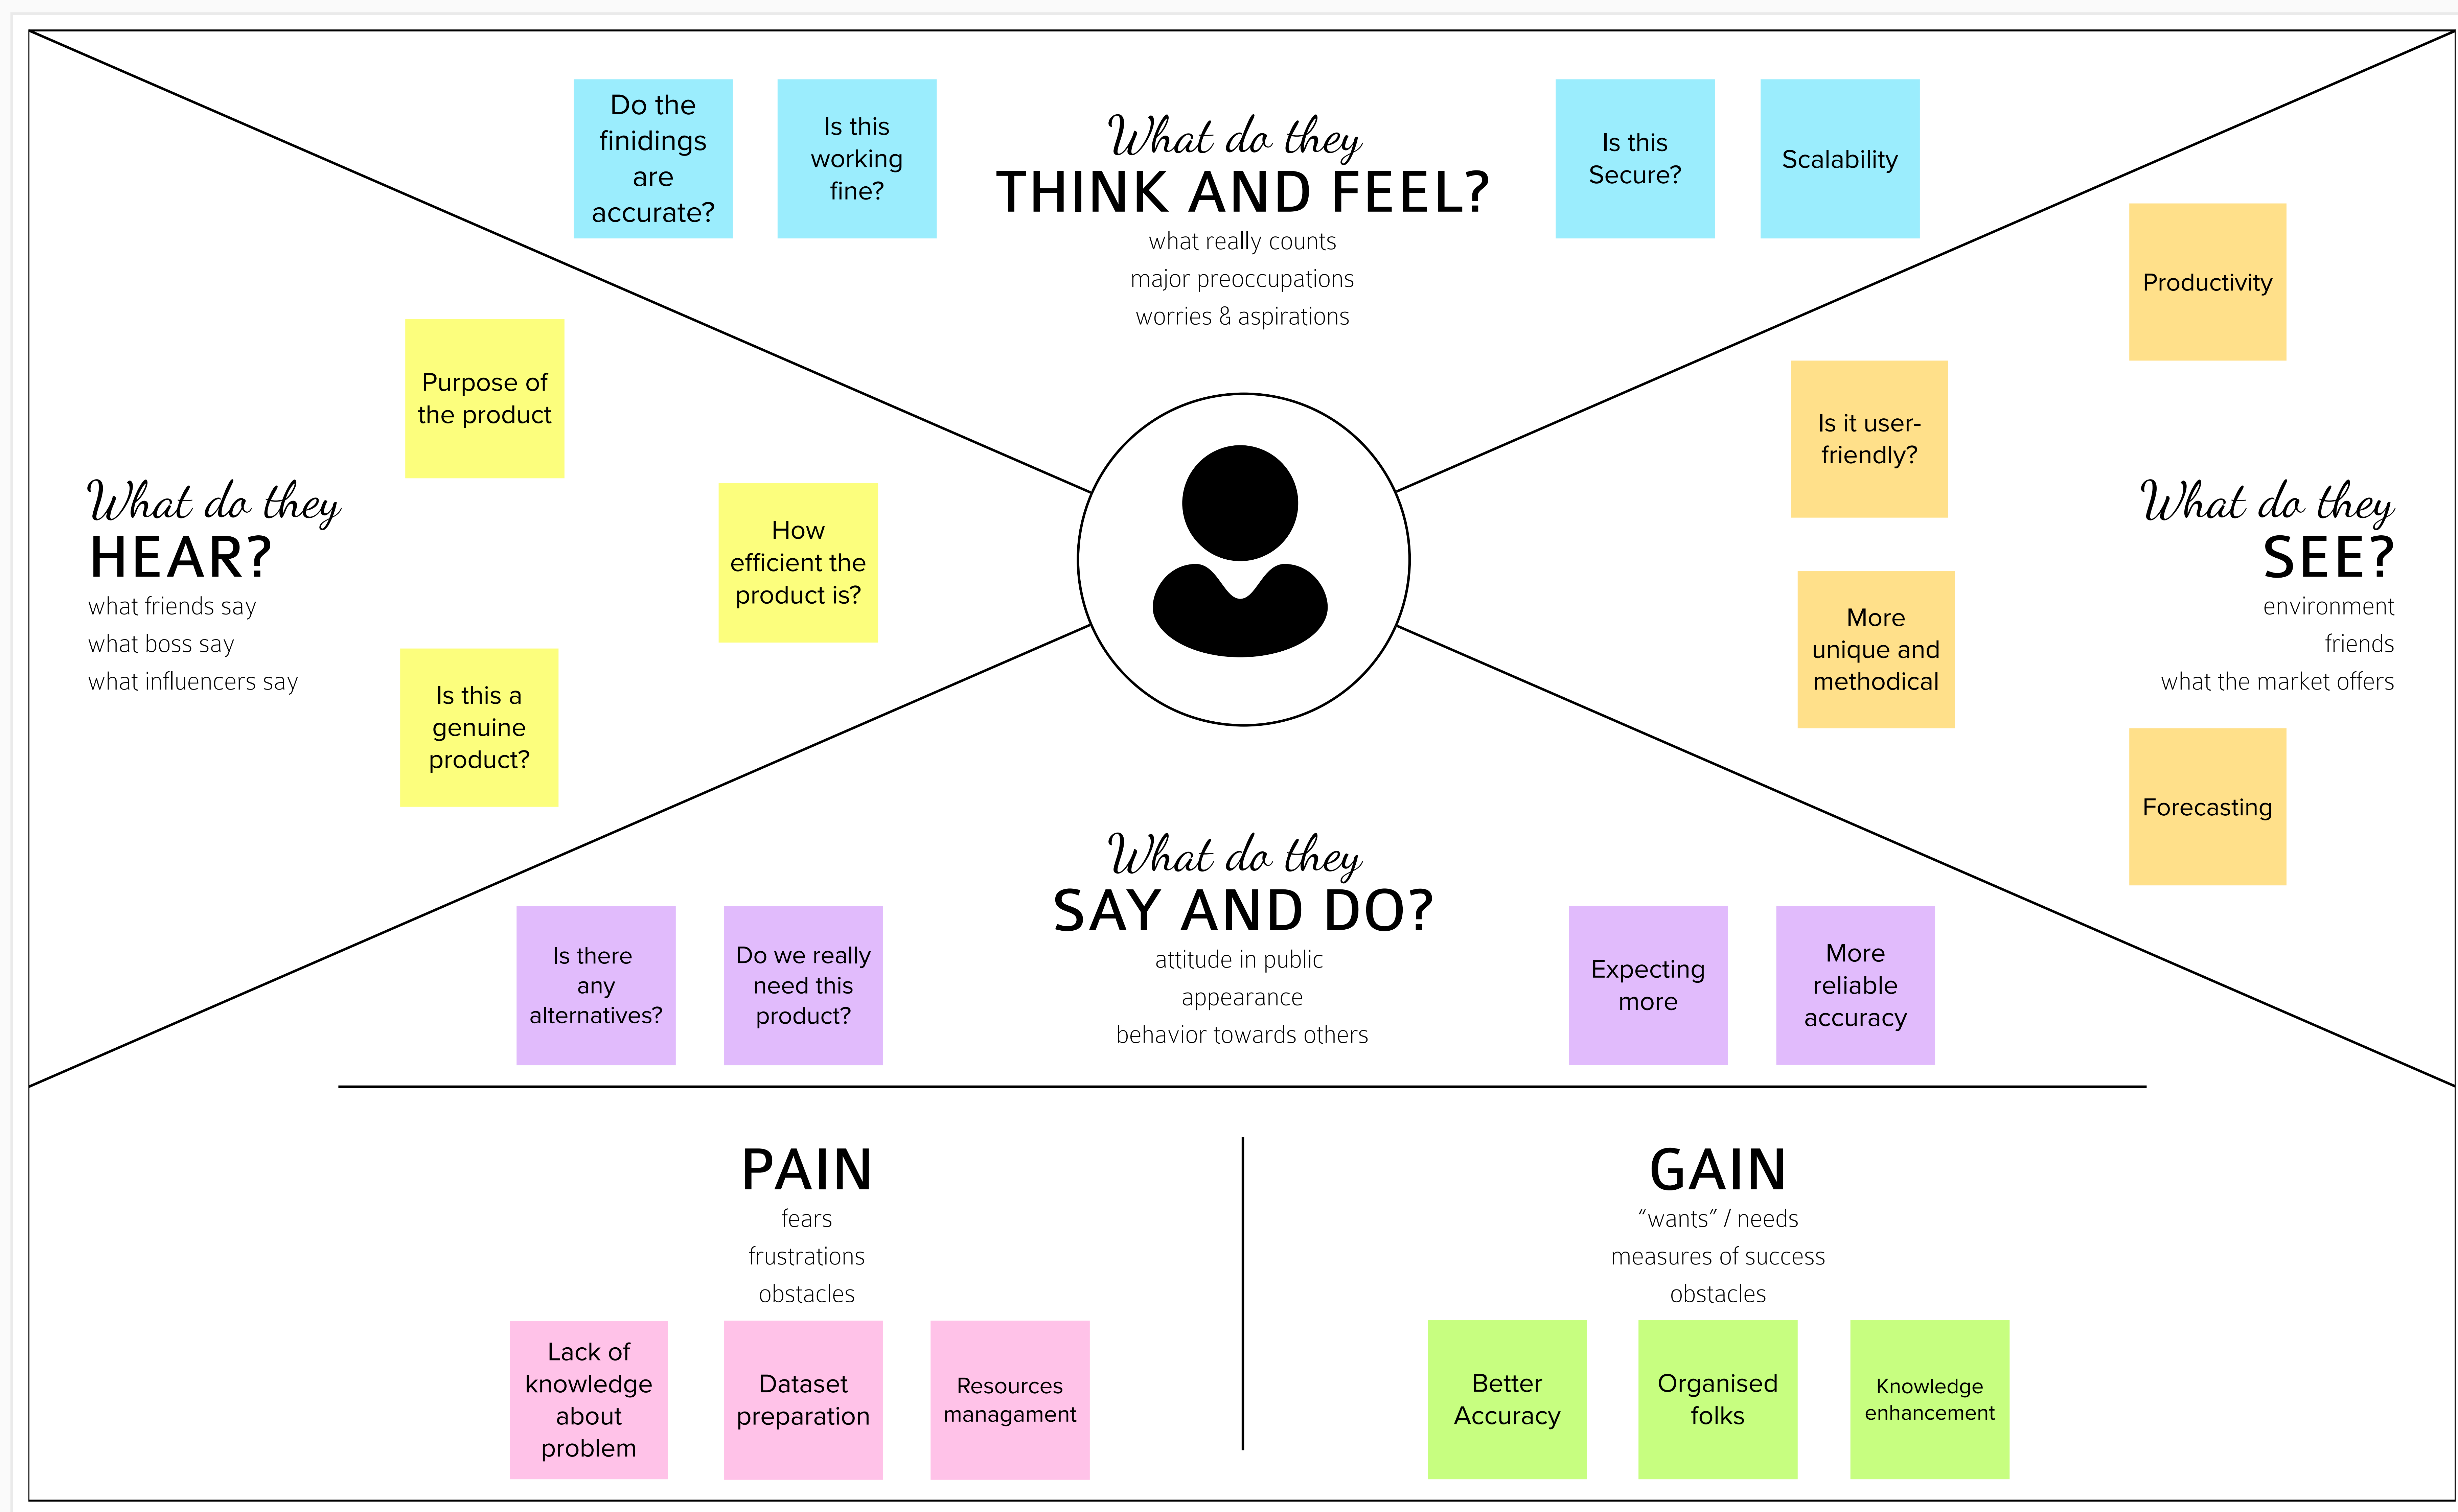 Do the
finidings
are
accurate?
Is this
working
fine?
What do they
THINK AND FEEL?
what really counts
major preoccupations
worries & aspirations
Is this
Secure?
Scalability
Purpose of
the product
What do they
HEAR?
what friends say
what boss say
what influencers say
How
efficient the
product is?
Is this a
genuine
product?
Productivity
Is it user-
friendly?
What do they
SEE?
environment
friends
what the market offers
More
unique and
methodical
Forecasting
What do they
SAY AND DO?
attitude in public
appearance
behavior towards others
Is there
any
alternatives?
Do we really
need this
product?
Expecting
more
More
reliable
accuracy
PAIN
fears
frustrations
obstacles
Lack of
knowledge
about
problem
Dataset
preparation
Resources
managament
GAIN
“wants” / needs
measures of success
obstacles
Better
Accuracy
Organised
folks
Knowledge
enhancement